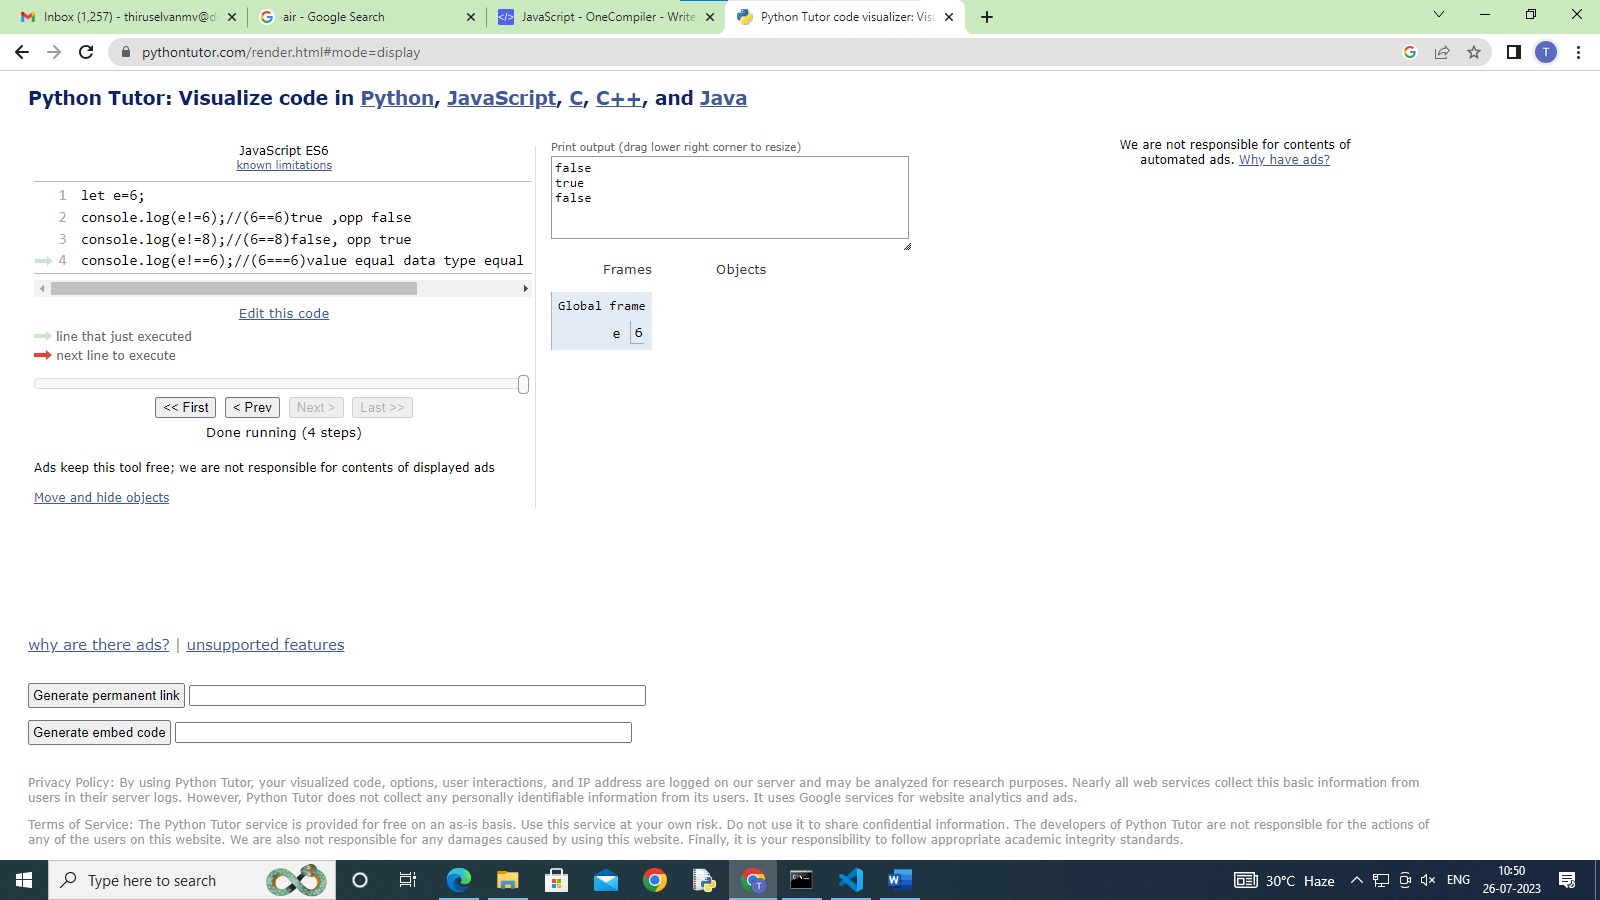 Inbox (1,257) - thiruselvanmv@d
air - Google Search
JavaScript - OneCompiler - Write
Python Tutor code visualizer: Vis
pythontutor.com/render.html#mode=display
T
Python Tutor: Visualize code in Python, JavaScript, C, C++, and Java
JavaScript ES6
known limitations
1 let e=6;
2 console.log(e!=6);//(6==6)true ,opp false
3 console.log(e!=8);//(6==8)false, opp true
4 console.log(e!==6);//(6===6)value equal data type equal
Edit this code
line that just executed
next line to execute
<< First < Prev Next > Last >>
Done running (4 steps)
Ads keep this tool free; we are not responsible for contents of displayed ads
Move and hide objects
Print output (drag lower right corner to resize)
false
true
false
Frames Objects
Global frame
e 6
We are not responsible for contents of
automated ads. Why have ads?
why are there ads? | unsupported features
Generate permanent link
Generate embed code
Privacy Policy: By using Python Tutor, your visualized code, options, user interactions, and IP address are logged on our server and may be analyzed for research purposes. Nearly all web services collect this basic information from
users in their server logs. However, Python Tutor does not collect any personally identifiable information from its users. It uses Google services for website analytics and ads.
Terms of Service: The Python Tutor service is provided for free on an as-is basis. Use this service at your own risk. Do not use it to share confidential information. The developers of Python Tutor are not responsible for the actions of
any of the users on this website. We are also not responsible for any damages caused by using this website. Finally, it is your responsibility to follow appropriate academic integrity standards.
Type here to search
T
30°C Haze
ENG
10:50
26-07-2023